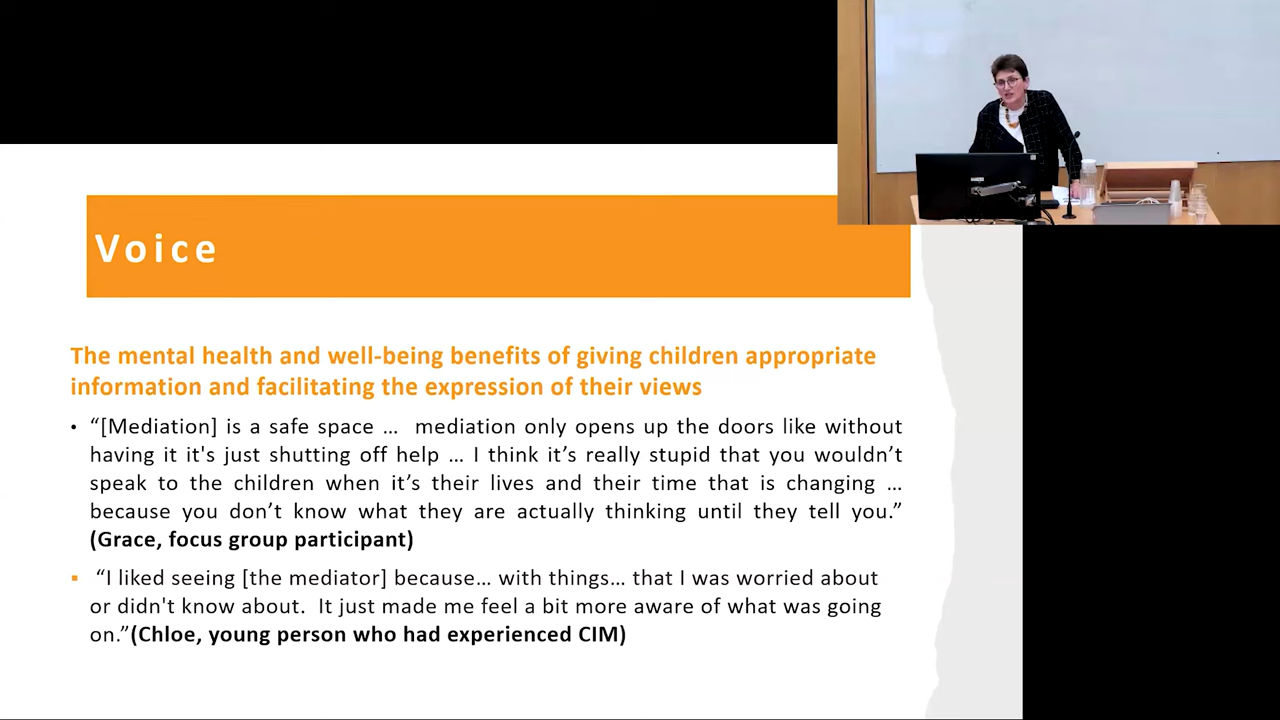 Voice
The mental health and well-being benefits of giving children appropriate
information and facilitating the expression of their views
• “[Mediation] is a safe space … mediation only opens up the doors like without
having it it's just shutting off help … I think it’s really stupid that you wouldn’t
speak to the children when it’s their lives and their time that is changing …
because you don’t know what they are actually thinking until they tell you.”
(Grace, focus group participant)
▪ “I liked seeing [the mediator] because… with things… that I was worried about
or didn't know about. It just made me feel a bit more aware of what was going
on.”(Chloe, young person who had experienced CIM)